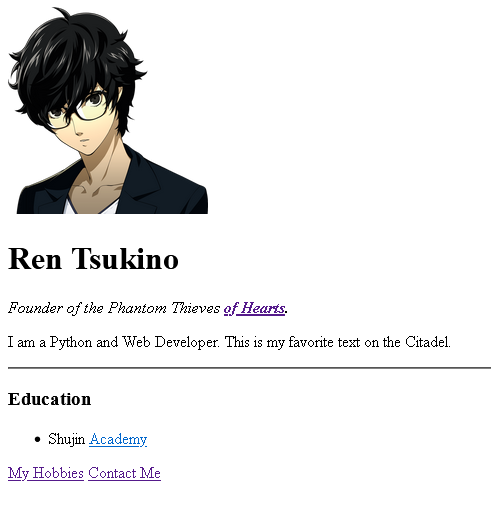 Ren Tsukino
Founder of the Phantom Thieves of Hearts.
I am a Python and Web Developer. This is my favorite text on the Citadel.
Education
• Shujin Academy
My Hobbies Contact Me